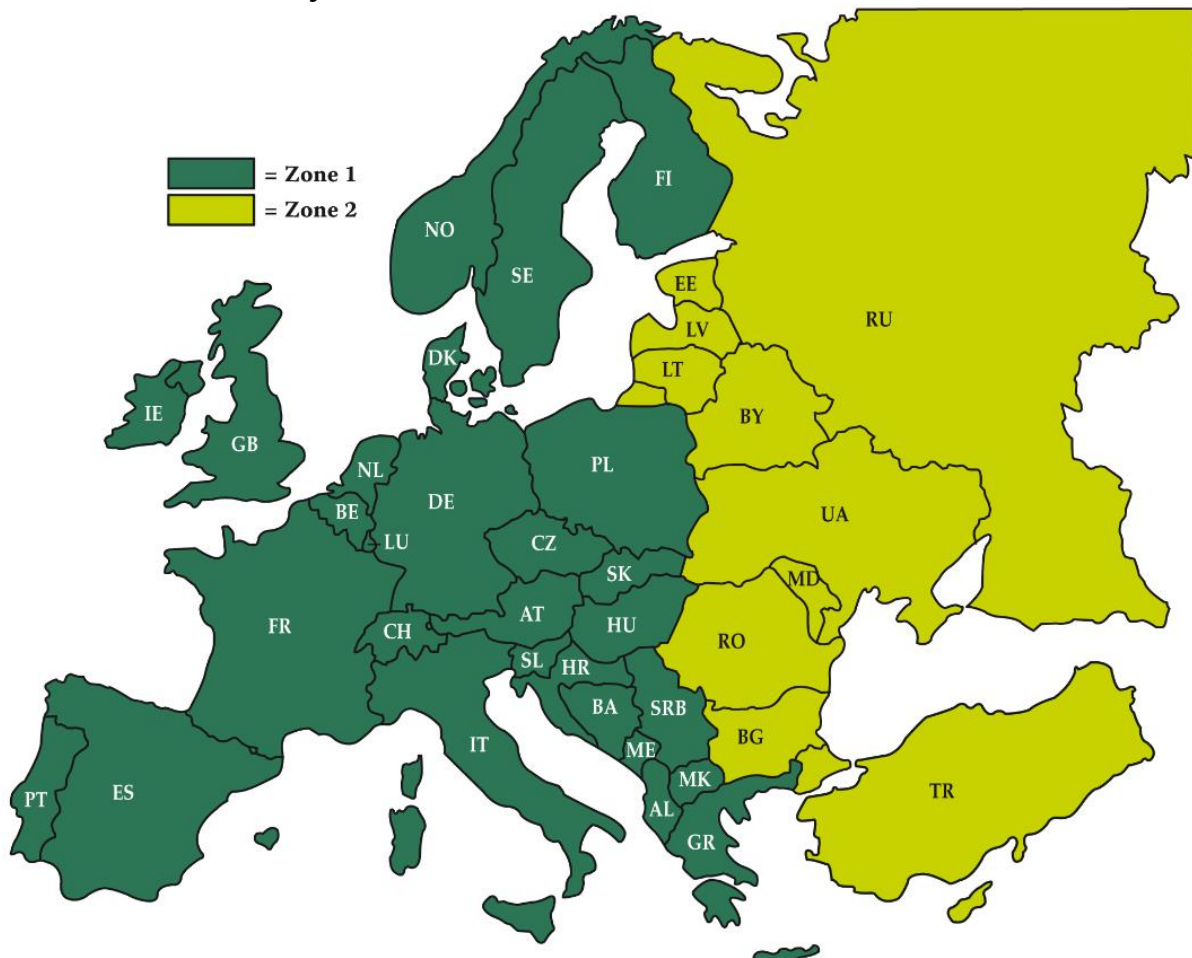 = Zone 1
= Zone 2
FI
NO
SE
EE
RU
LV
DK
LT
IE
BY
GB
NL
PL
DE
BE
UA
LU
CZ
SK
MD
AT
FR
CH
HU
RO
SL
HR
BA
SRB
BG
IT
ME
MK
TR
PT
ES
AL
GR